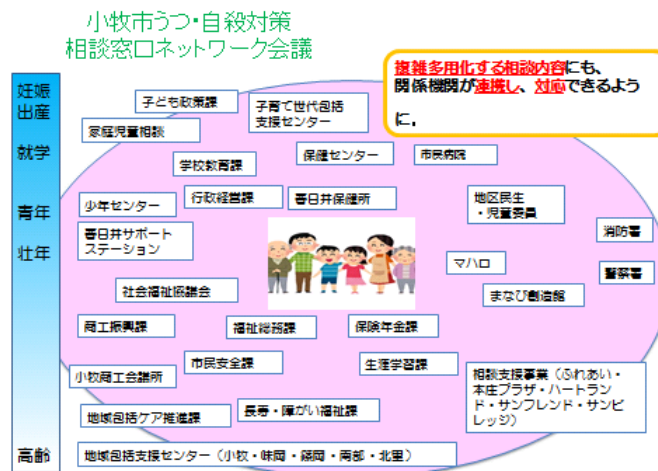 小牧市うつ・自殺対策
相談窓口ネットワーク会議
複雑多用化する相談内容にも、
関係機関が連携し、対応できるよう
に．
妊娠
出産
就学
青年
壮年
高齢
子ども政策課
子育て世代包括
支援センター
家庭児童相談
学校教育課
保健センター
市民病院
少年センター
行政経営課
春日井保健所
地区民生
・児童委員
消防署
春日井サポート
ステーション
マハロ
警察署
社会福祉協議会
まなび創造館
商工振興課
福祉総務課
保険年金課
小牧商工会議所
市民安全課
生涯学習課
相談支援事業（ふれあい・
本庄プラザ・ハートラン
ド・サンフレンド・サンビ
レッジ）
地域包括ケア推進課
長寿・障がい福祉課
地域包括支援センター（小牧・味岡・篠岡・南部・北里）